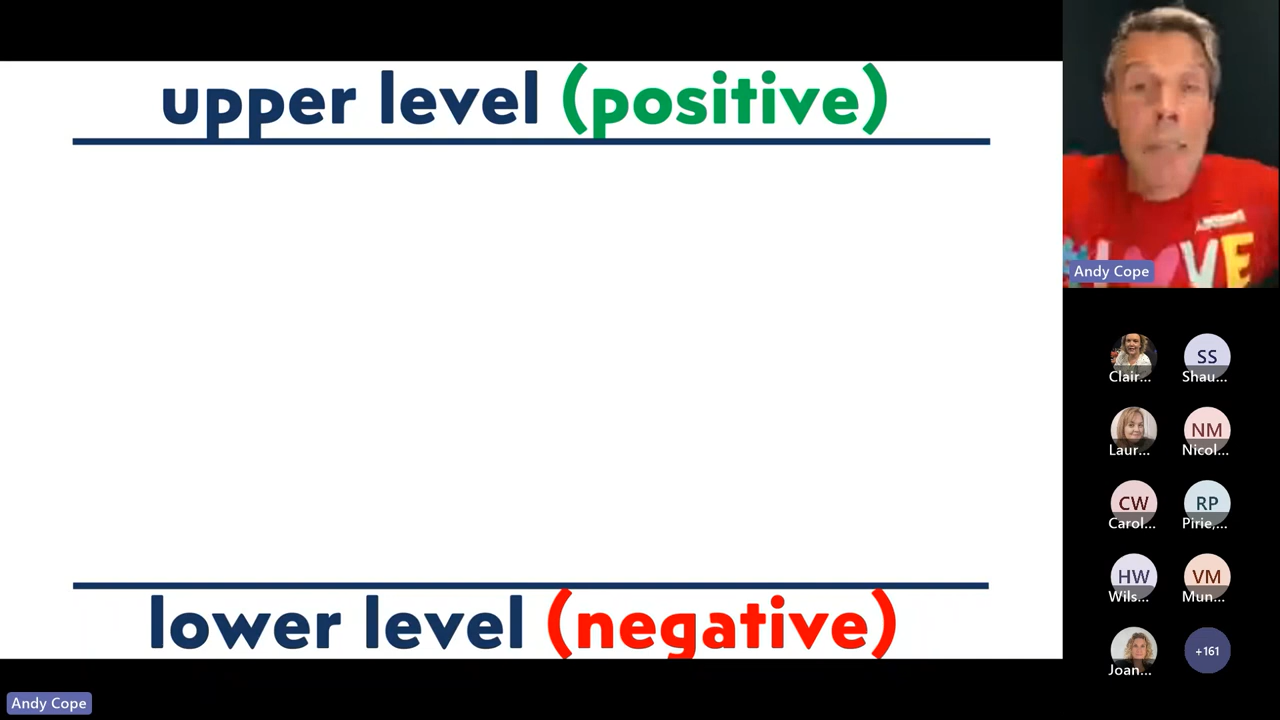 upper level (positive)
lower level (negative)
LOVE
Andy Cope
Clair...
SS
Shau...
Laur...
NM
Nicol...
CW
Carol...
RP
Pirie,...
HW
Wils...
VM
Mun...
Joan...
+161
Andy Cope